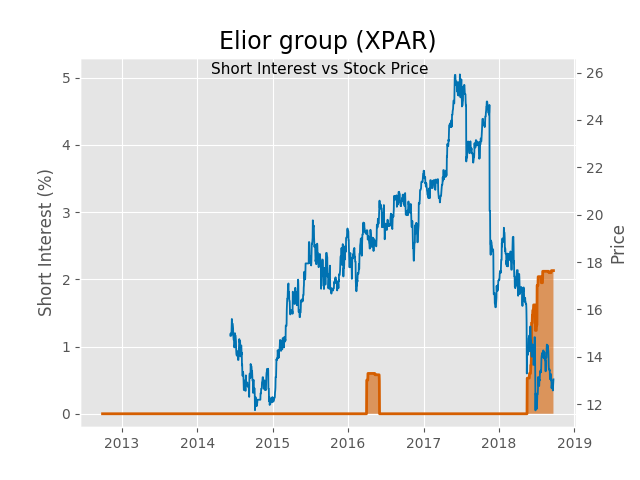 Elior group (XPAR)
Short Interest vs Stock Price
Short Interest (%)
5
4
3
2
1
0
26
24
22
20
18
16
14
12
Price
2013 2014 2015 2016 2017 2018 2019